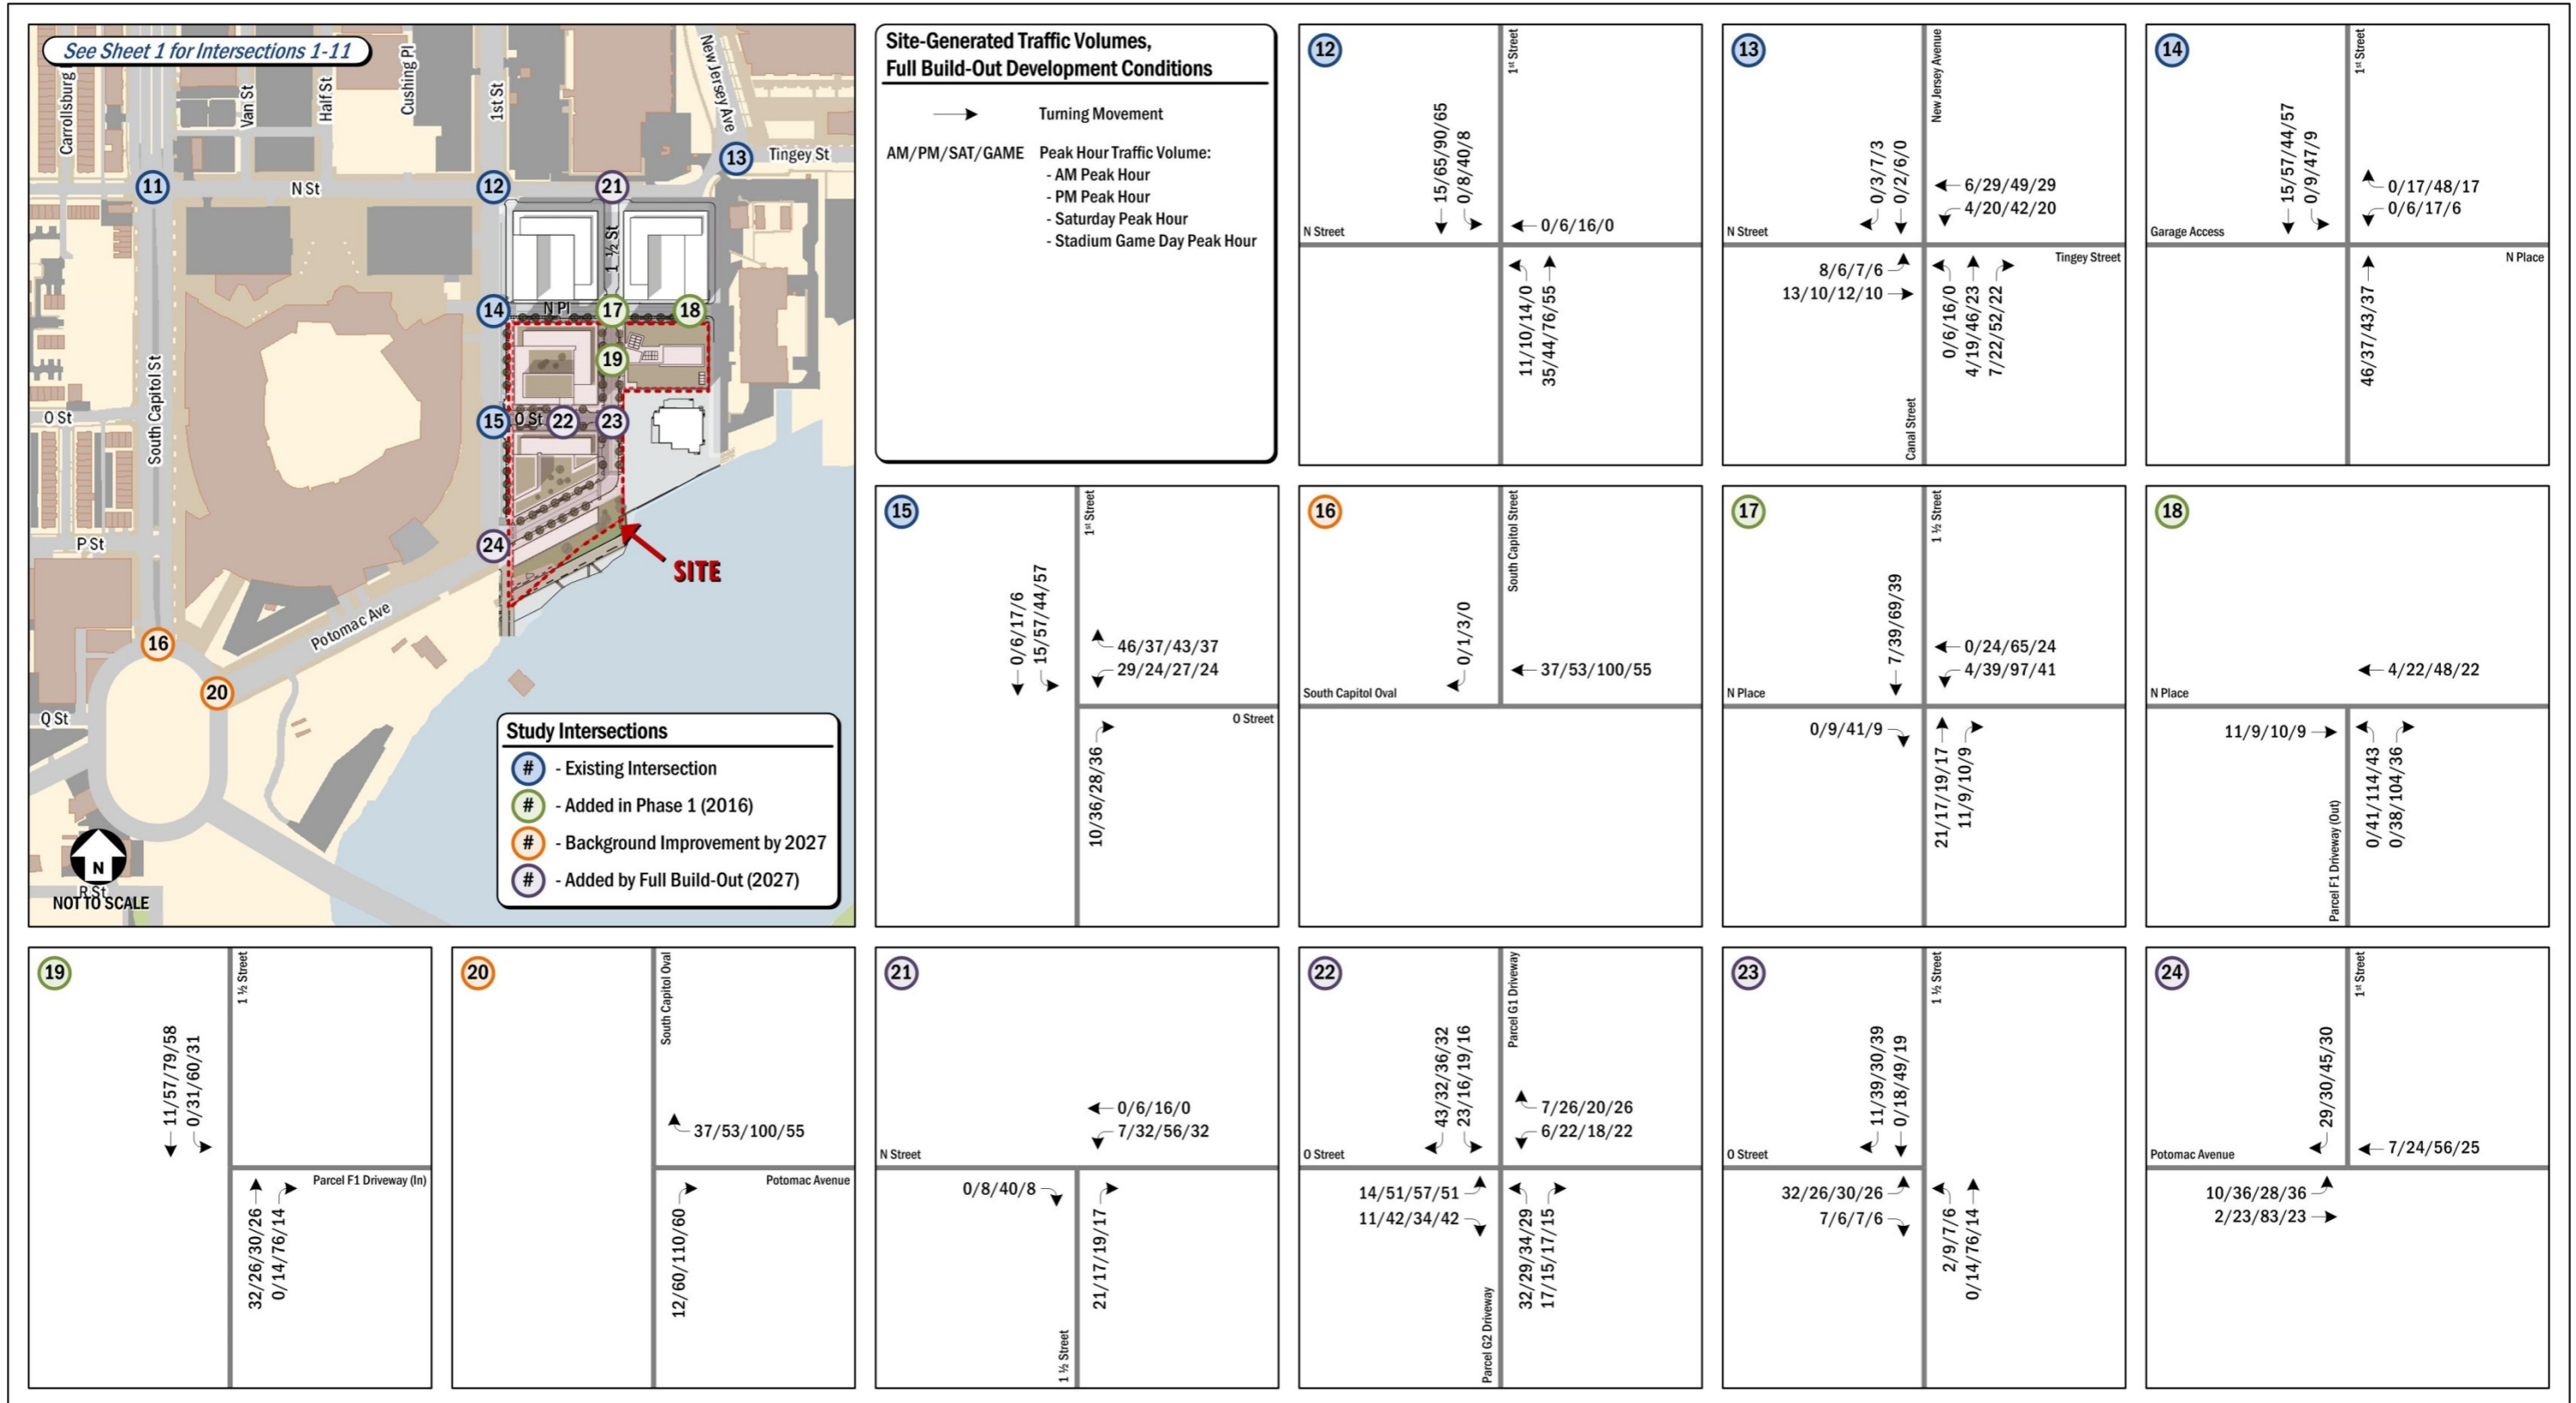 See Sheet 1 for Intersections 1-11
Carrollsburg
Van St
Half St
Cushing Pl
1st St
New Jersey Ave
13
Tingey St
11
N St
12
21
1 ½ St
14
N Pl
17
18
19
South Capitol St
O St
15
O St
22
23
P St
24
SITE
Potomac Ave
16
20
Q St
R St
N
NOT TO SCALE
Study Intersections
# - Existing Intersection
# - Added in Phase 1 (2016)
# - Background Improvement by 2027
# - Added by Full Build-Out (2027)
Site-Generated Traffic Volumes,
Full Build-Out Development Conditions
Turning Movement
AM/PM/SAT/GAME Peak Hour Traffic Volume:
- AM Peak Hour
- PM Peak Hour
- Saturday Peak Hour
- Stadium Game Day Peak Hour
12
1st Street
15/65/90/65
0/8/40/8
0/6/16/0
N Street
11/10/14/0
35/44/76/55
13
New Jersey Avenue
0/3/7/3
0/2/6/0
6/29/49/29
4/20/42/20
N Street
Tingey Street
8/6/7/6
13/10/12/10
0/6/16/0
4/19/46/23
7/22/52/22
Canal Street
14
1st Street
15/57/44/57
0/9/47/9
0/17/48/17
0/6/17/6
Garage Access
N Place
46/37/43/37
15
1st Street
0/6/17/6
15/57/44/57
46/37/43/37
29/24/27/24
O Street
10/36/28/36
16
South Capitol Street
0/1/3/0
37/53/100/55
South Capitol Oval
17
1 ½ Street
7/39/69/39
0/24/65/24
4/39/97/41
N Place
0/9/41/9
21/17/19/17
11/9/10/9
18
4/22/48/22
N Place
11/9/10/9
0/41/114/43
0/38/104/36
Parcel F1 Driveway (Out)
19
1 ½ Street
11/57/79/58
0/31/60/31
Parcel F1 Driveway (In)
32/26/30/26
0/14/76/14
20
South Capitol Oval
37/53/100/55
Potomac Avenue
12/60/110/60
21
0/6/16/0
7/32/56/32
N Street
0/8/40/8
21/17/19/17
1 ½ Street
22
Parcel G1 Driveway
43/32/36/32
23/16/19/16
7/26/20/26
6/22/18/22
O Street
14/51/57/51
11/42/34/42
32/29/34/29
17/15/17/15
Parcel G2 Driveway
23
1 ½ Street
11/39/30/39
0/18/49/19
O Street
32/26/30/26
7/6/7/6
2/9/7/6
0/14/76/14
24
1st Street
29/30/45/30
7/24/56/25
Potomac Avenue
10/36/28/36
2/23/83/23